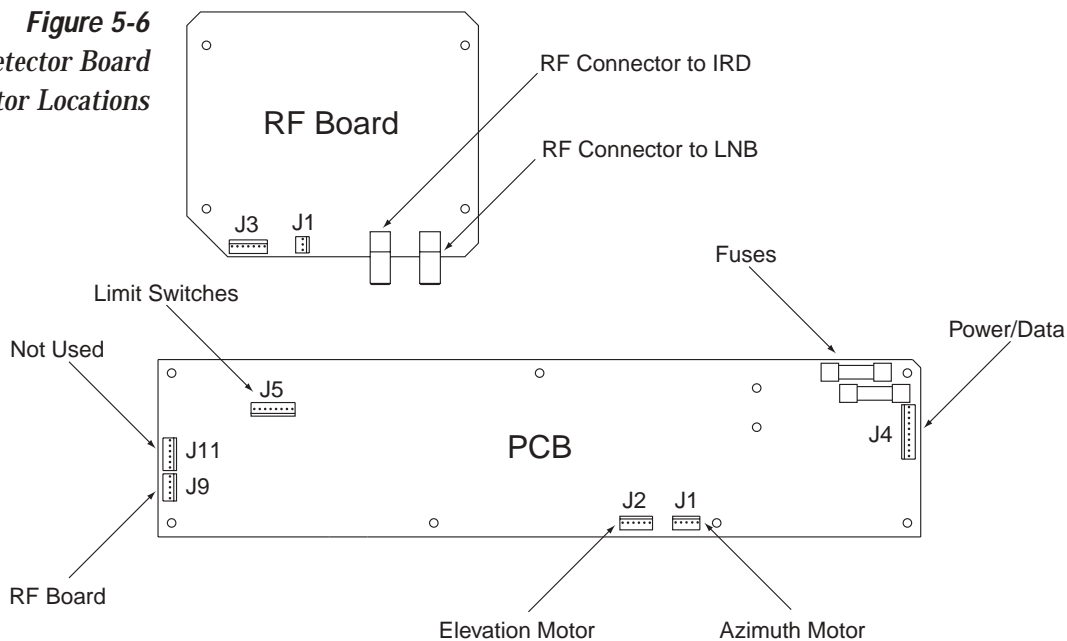 Figure 5-6
etector Board
tor Locations
RF Board
RF Connector to IRD
RF Connector to LNB
J3
J1
Fuses
Limit Switches
Power/Data
Not Used
J5
J4
PCB
J11
J9
J2
J1
RF Board
Elevation Motor
Azimuth Motor